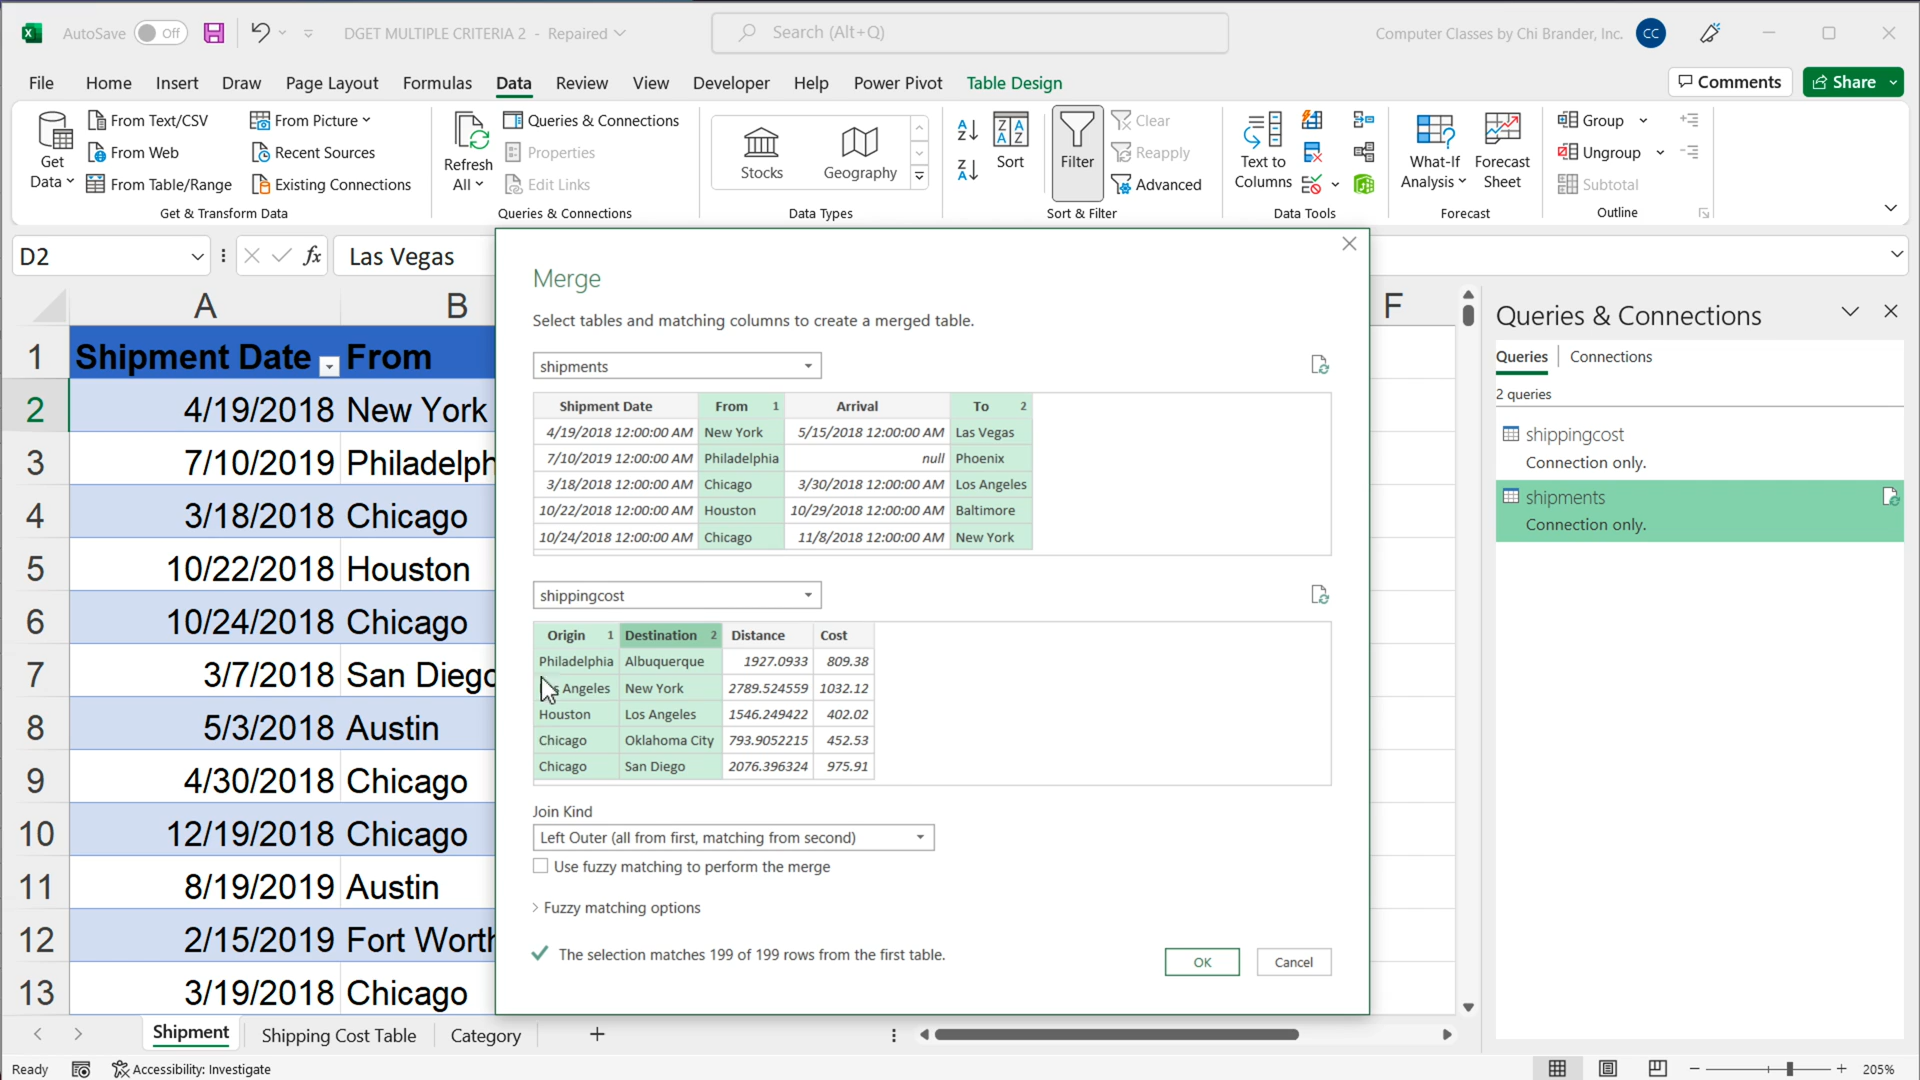 AutoSave Off DGET MULTIPLE CRITERIA 2 - Repaired Search (Alt+Q) Computer Classes by Chi Brander, Inc. CC
File Home Insert Draw Page Layout Formulas Data Review View Developer Help Power Pivot Table Design Comments Share
Get Data
From Text/CSV
From Web
From Table/Range
From Picture
Recent Sources
Existing Connections
Get & Transform Data
Refresh All
Queries & Connections
Properties
Edit Links
Queries & Connections
Stocks
Geography
Data Types
Sort
Filter
Clear
Reapply
Advanced
Sort & Filter
Text to Columns
Data Tools
What-If Analysis
Forecast Sheet
Forecast
Group
Ungroup
Subtotal
Outline
D2 fx Las Vegas
A B F
1 Shipment Date From
2 4/19/2018 New York
3 7/10/2019 Philadelph
4 3/18/2018 Chicago
5 10/22/2018 Houston
6 10/24/2018 Chicago
7 3/7/2018 San Diego
8 5/3/2018 Austin
9 4/30/2018 Chicago
10 12/19/2018 Chicago
11 8/19/2019 Austin
12 2/15/2019 Fort Worth
13 3/19/2018 Chicago
Merge
Select tables and matching columns to create a merged table.
shipments
Shipment Date From 1 Arrival To 2
4/19/2018 12:00:00 AM New York 5/15/2018 12:00:00 AM Las Vegas
7/10/2019 12:00:00 AM Philadelphia null Phoenix
3/18/2018 12:00:00 AM Chicago 3/30/2018 12:00:00 AM Los Angeles
10/22/2018 12:00:00 AM Houston 10/29/2018 12:00:00 AM Baltimore
10/24/2018 12:00:00 AM Chicago 11/8/2018 12:00:00 AM New York
shippingcost
Origin 1 Destination 2 Distance Cost
Philadelphia Albuquerque 1927.0933 809.38
Angeles New York 2789.524559 1032.12
Houston Los Angeles 1546.249422 402.02
Chicago Oklahoma City 793.9052215 452.53
Chicago San Diego 2076.396324 975.91
Join Kind
Left Outer (all from first, matching from second)
Use fuzzy matching to perform the merge
Fuzzy matching options
The selection matches 199 of 199 rows from the first table.
OK Cancel
Queries & Connections
Queries Connections
2 queries
shippingcost
Connection only.
shipments
Connection only.
Shipment Shipping Cost Table Category
Ready Accessibility: Investigate 205%